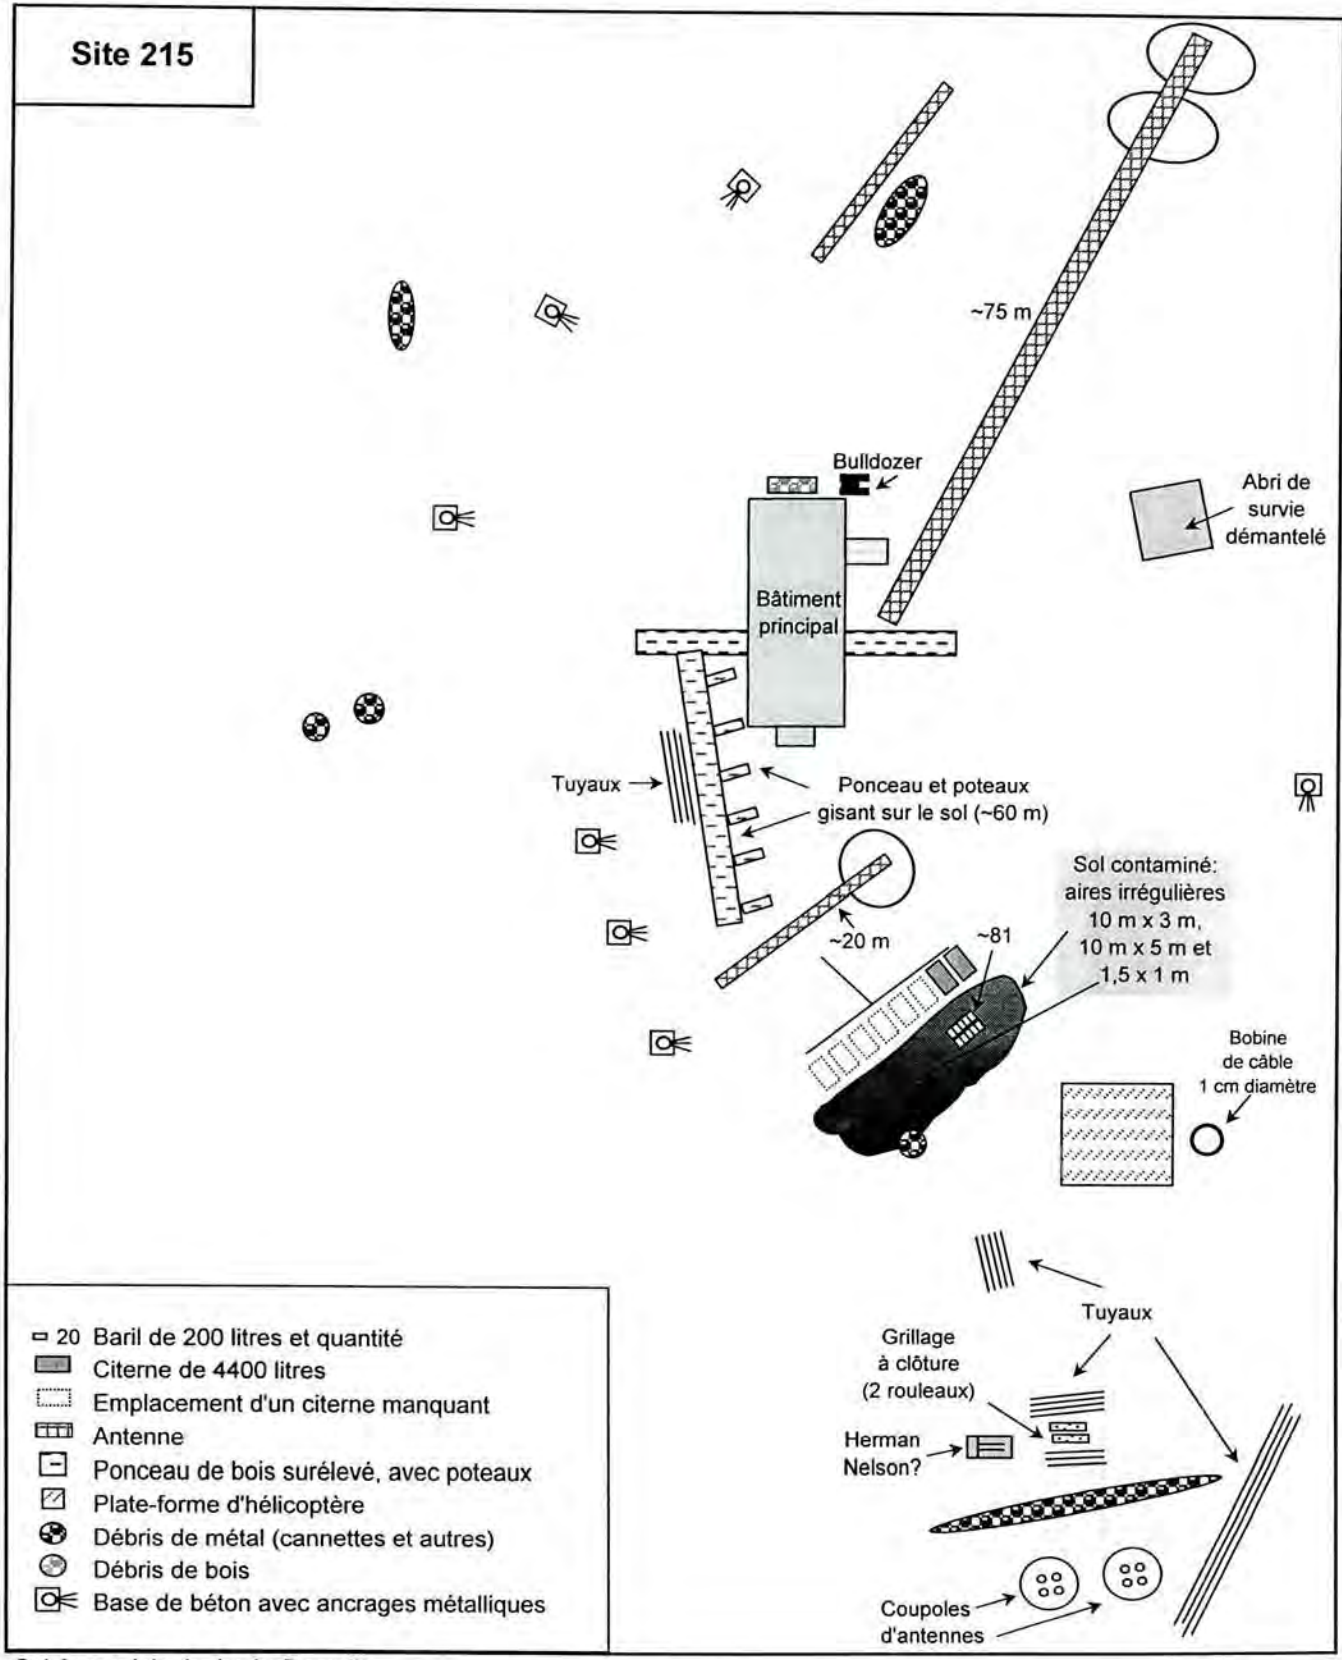 Site 215
~75 m
Bulldozer
Abri de
survie
démantelé
Bâtiment
principal
Tuyaux
Ponceau et poteaux
gisant sur le sol (~60 m)
Sol contaminé:
aires irrégulières
10 m x 3 m,
10 m x 5 m et
1,5 x 1 m
~20 m
~81
Bobine
de câble
1 cm diamètre
Tuyaux
Grillage
à clôture
(2 rouleaux)
Herman
Nelson?
Coupoles
d'antennes
20 Baril de 200 litres et quantité
Citerne de 4400 litres
Emplacement d'un citerne manquant
Antenne
Ponceau de bois surélevé, avec poteaux
Plate-forme d'hélicoptère
Débris de métal (cannettes et autres)
Débris de bois
Base de béton avec ancrages métalliques